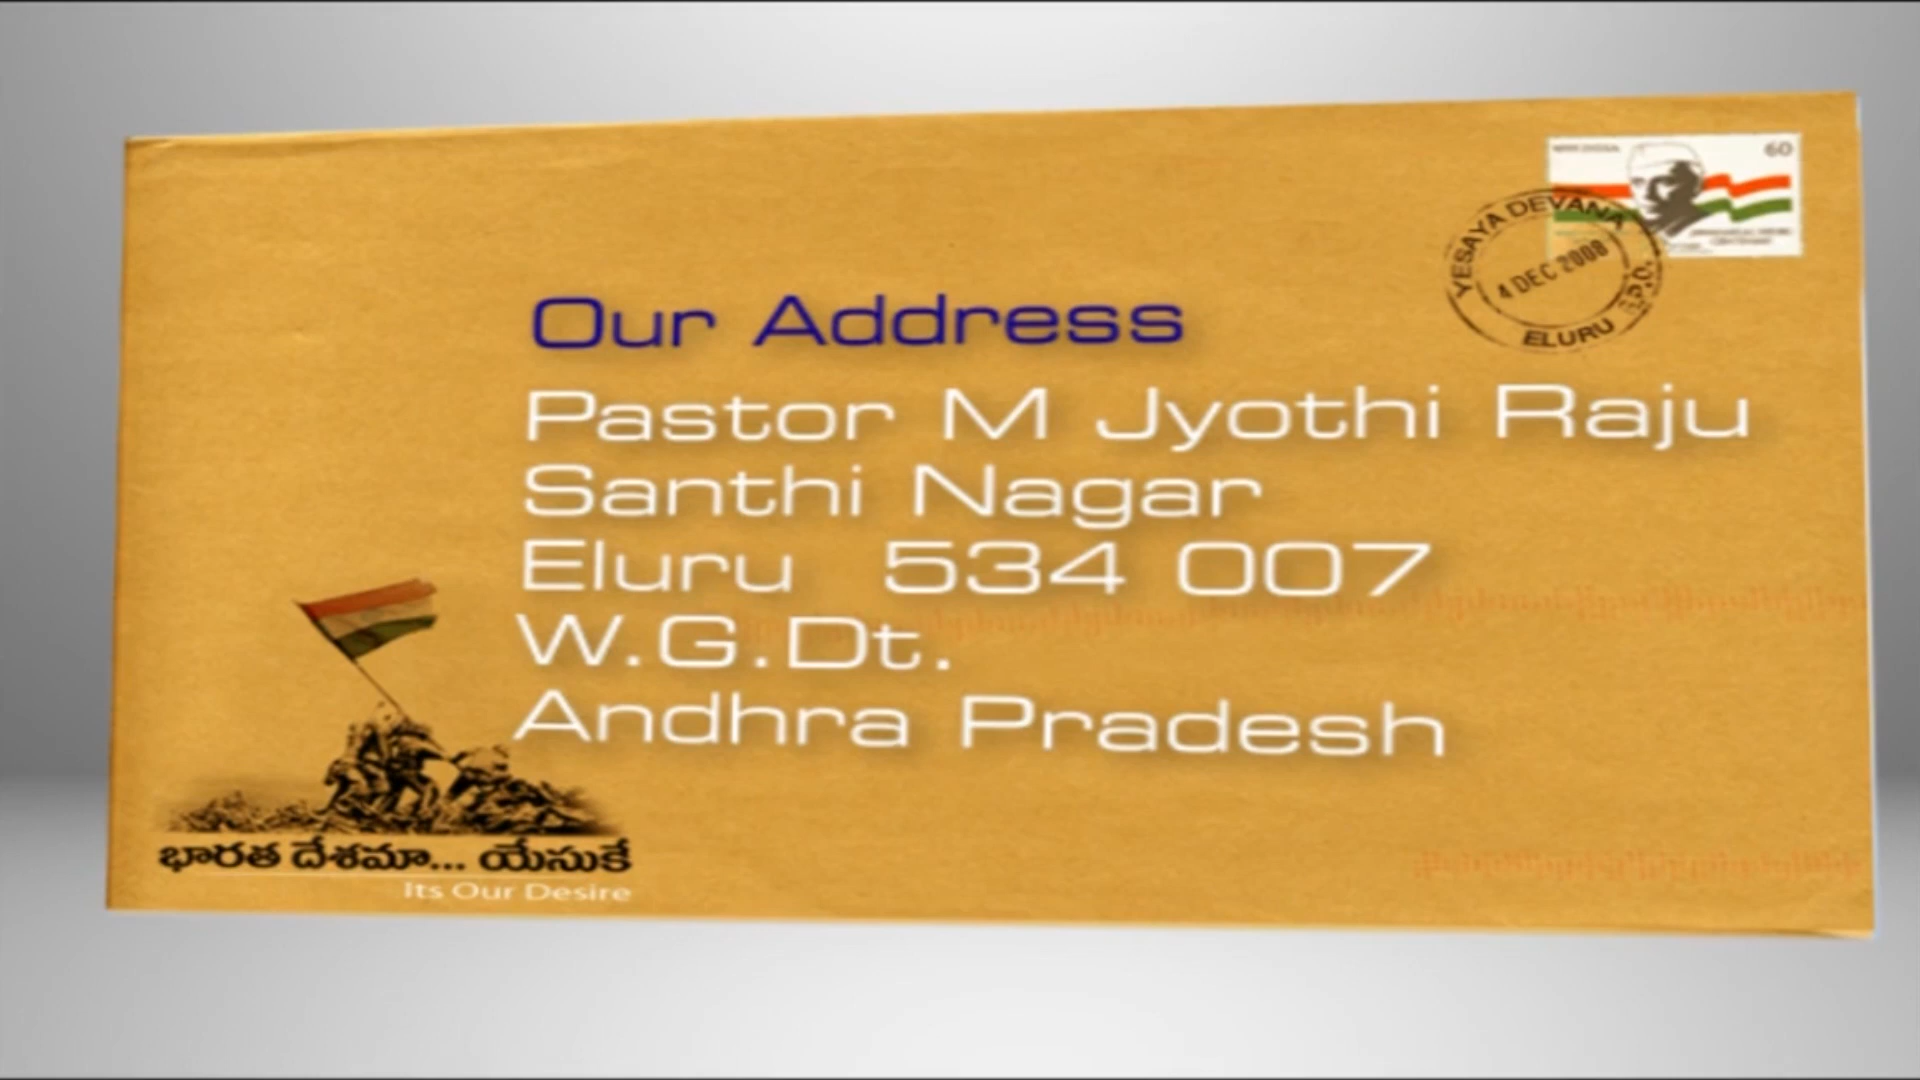 60
YESAYA DEVANA
4 DEC 2008
ELURU
Our Address
Pastor M Jyothi Raju
Santhi Nagar
Eluru 534 007
W.G.Dt.
Andhra Pradesh
భారత దేశమా... యేసుకే
Its Our Desire